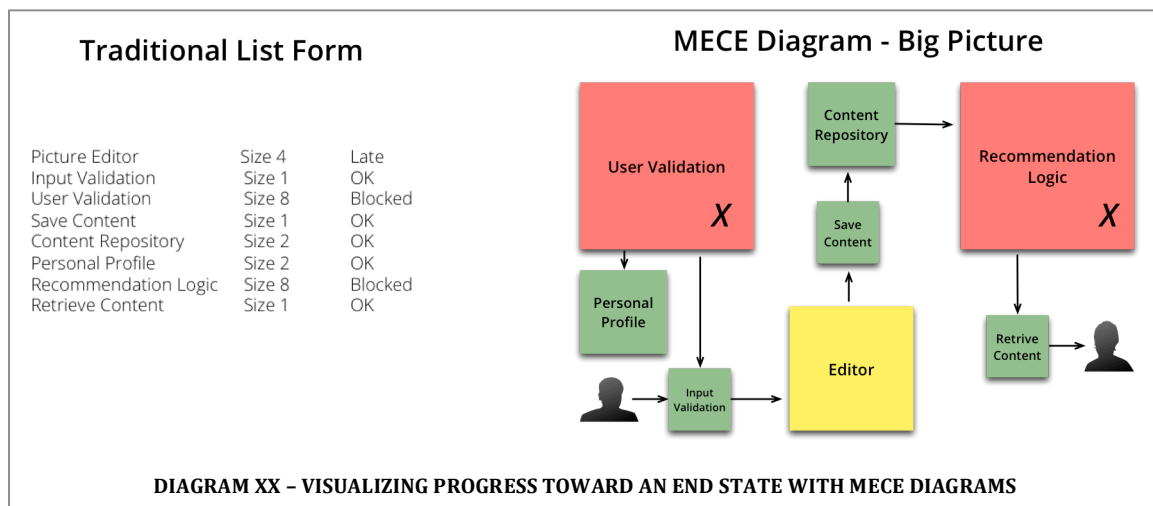 Traditional List Form
Picture Editor Size 4 Late
Input Validation Size 1 OK
User Validation Size 8 Blocked
Save Content Size 1 OK
Content Repository Size 2 OK
Personal Profile Size 2 OK
Recommendation Logic Size 8 Blocked
Retrieve Content Size 1 OK
MECE Diagram - Big Picture
User Validation
X
Personal
Profile
Input
Validation
Editor
Save
Content
Content
Repository
Recommendation
Logic
X
Retrive
Content
DIAGRAM XX – VISUALIZING PROGRESS TOWARD AN END STATE WITH MECE DIAGRAMS